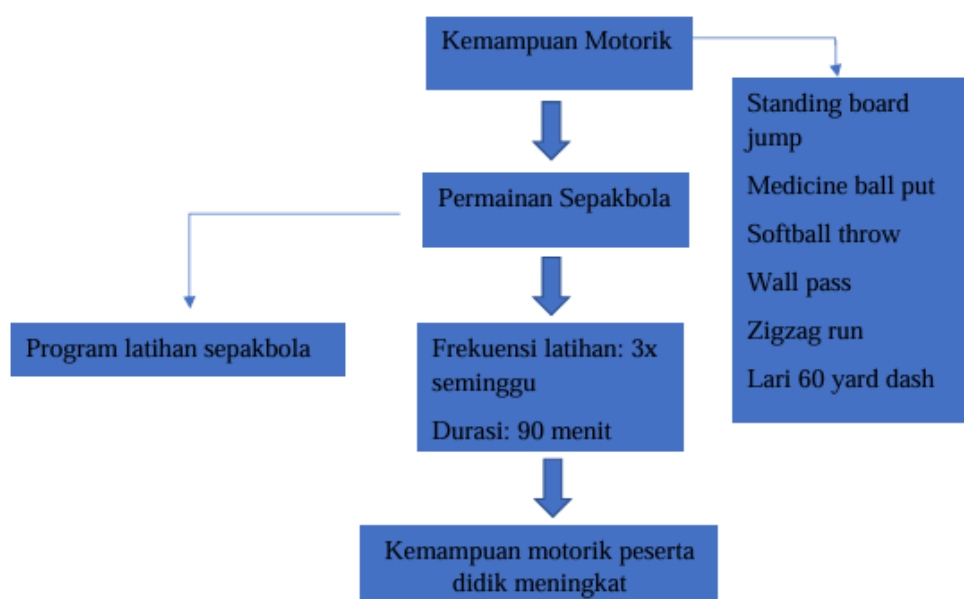 Kemampuan Motorik
Standing board
jump
Medicine ball put
Softball throw
Wall pass
Zigzag run
Lari 60 yard dash
Permainan Sepakbola
Program latihan sepakbola
Frekuensi latihan: 3x
seminggu
Durasi: 90 menit
Kemampuan motorik peserta
didik meningkat